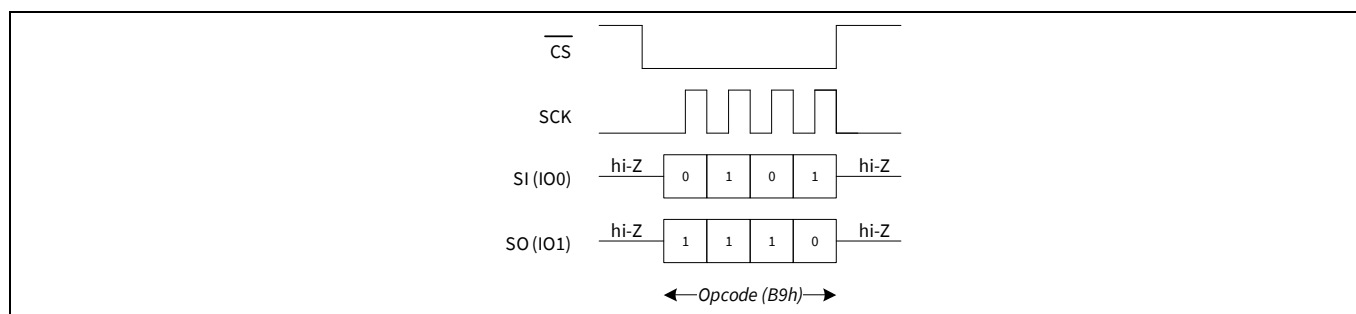 CS
SCK
hi-Z 0 1 0 1 hi-Z
SI (IO0)
hi-Z 1 1 1 0 hi-Z
SO (IO1)
Opcode (B9h)